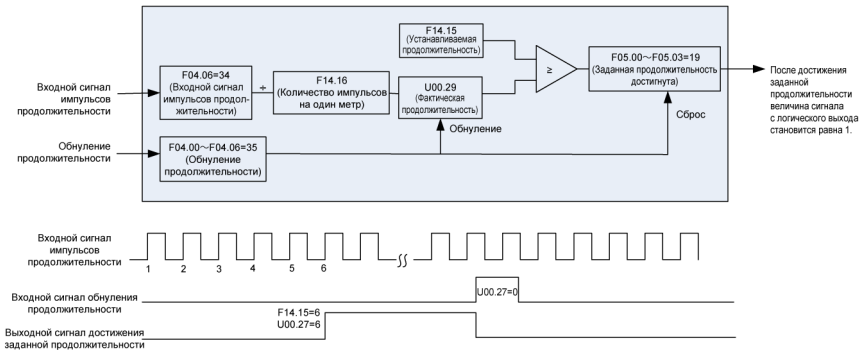 F14.15
(Устанавливаемая
продолжительность)
Входной сигнал
импульсов
продолжительности
F04.06=34
(Входной сигнал
импульсов продол-
жительности)
÷
F14.16
(Количество импульсов
на один метр)
U00.29
(Фактическая
продолжительность)
≥
F05.00~F05.03=19
(Заданная продолжительность
достигнута)
После достижения
заданной
продолжительности
величина сигнала
с логического выхода
становится равна 1.
Обнуление
Сброс
Обнуление
продолжительности
F04.00~F04.06=35
(Обнуление
продолжительности)
Входной сигнал
импульсов
продолжительности
1 2 3 4 5 6
Входной сигнал обнуления
продолжительности
U00.27=0
F14.15=6
U00.27=6
Выходной сигнал достижения
заданной продолжительности